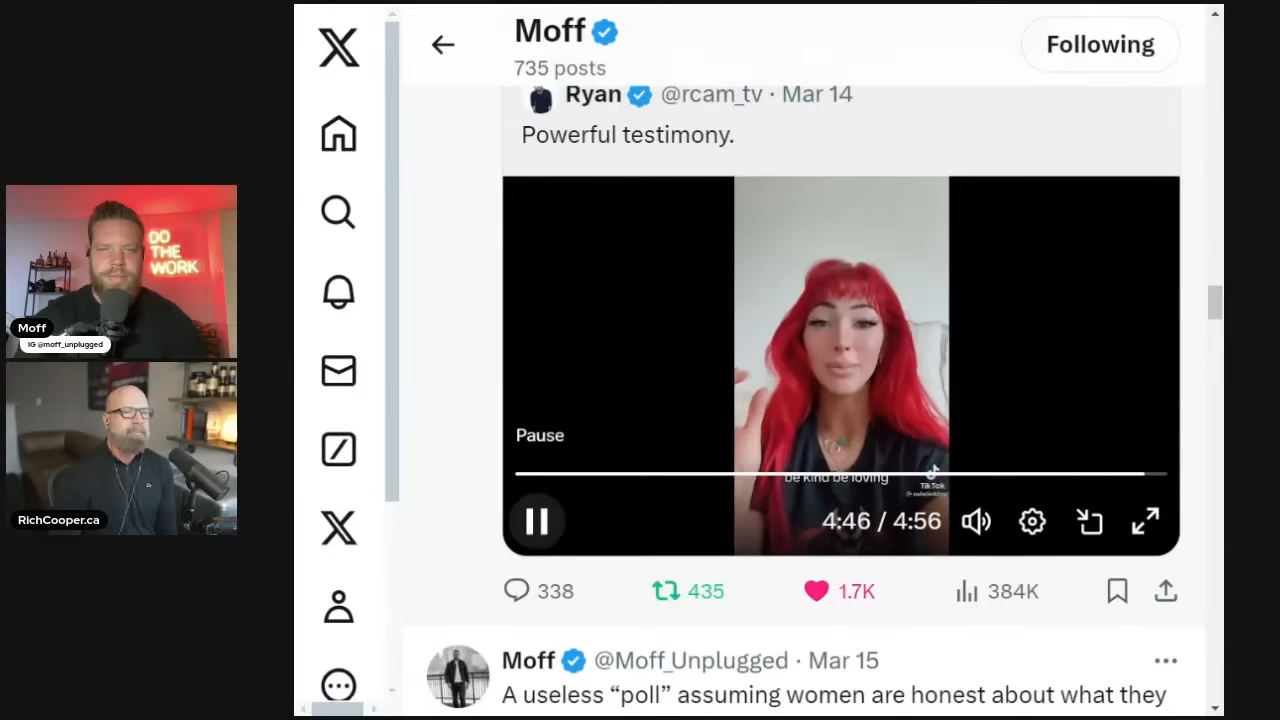 Moff
735 posts
Following
Ryan @rcam_tv · Mar 14
Powerful testimony.
DO
THE
WORK
Moff
IG @moff_unplugged
RichCooper.ca
Pause
be kind be loving
TikTok
4:46 / 4:56
338
435
1.7K
384K
Moff @Moff_Unplugged · Mar 15
A useless “poll” assuming women are honest about what they